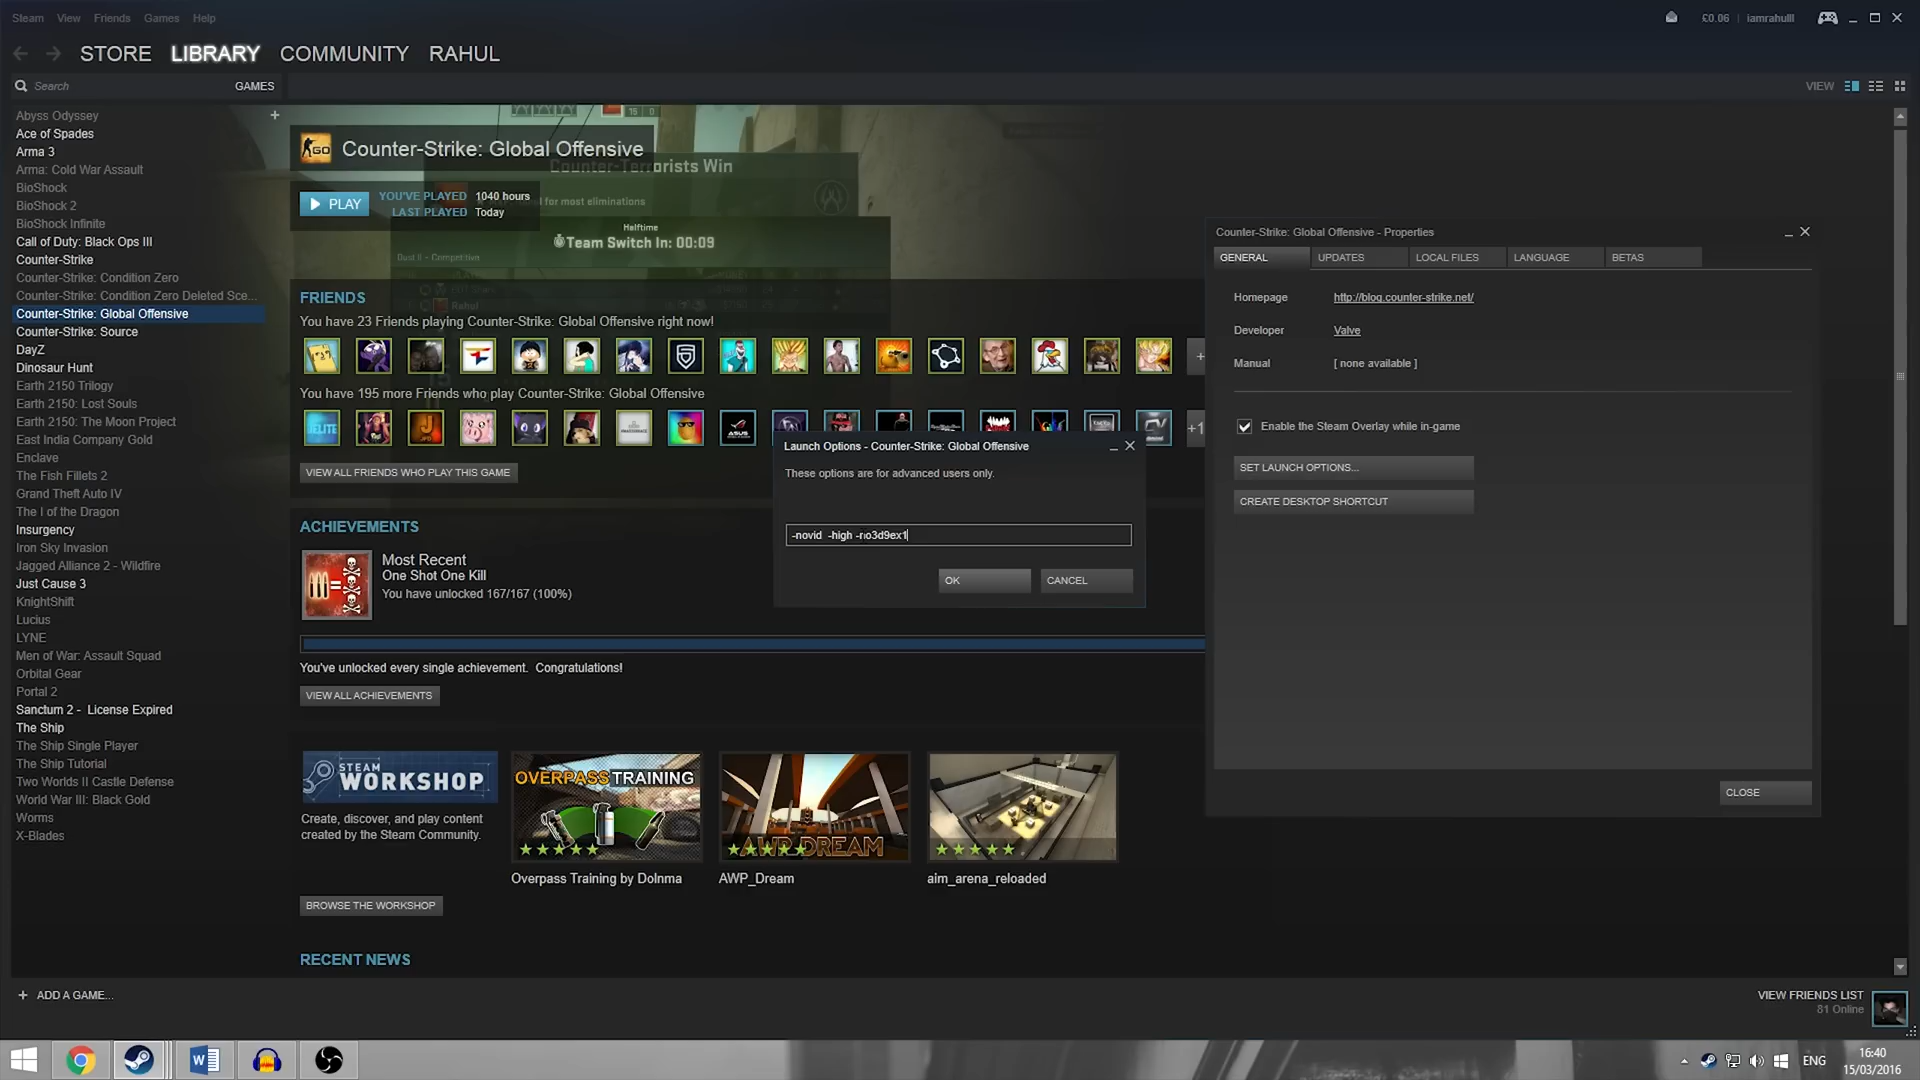 Steam View Friends Games Help
£0.06 iamrahulll
STORE LIBRARY COMMUNITY RAHUL
Search GAMES
VIEW
Abyss Odyssey
Ace of Spades
Arma 3
Arma: Cold War Assault
BioShock
BioShock 2
BioShock Infinite
Call of Duty: Black Ops III
Counter-Strike
Counter-Strike: Condition Zero
Counter-Strike: Condition Zero Deleted Sce...
Counter-Strike: Global Offensive
Counter-Strike: Source
DayZ
Dinosaur Hunt
Earth 2150 Trilogy
Earth 2150: Lost Souls
Earth 2150: The Moon Project
East India Company Gold
Enclave
The Fish Fillets 2
Grand Theft Auto IV
The I of the Dragon
Insurgency
Iron Sky Invasion
Jagged Alliance 2 - Wildfire
Just Cause 3
KnightShift
Lucius
LYNE
Men of War: Assault Squad
Orbital Gear
Portal 2
Sanctum 2 - License Expired
The Ship
The Ship Single Player
The Ship Tutorial
Two Worlds II Castle Defense
World War III: Black Gold
Worms
X-Blades
15 0
GO
Counter-Strike: Global Offensive
Counter-Terrorists Win
PLAY
YOU'VE PLAYED 1040 hours
LAST PLAYED Today
for most eliminations
Halftime
Team Switch In: 00:09
Dust II - Competitive
Rahul
FRIENDS
You have 23 Friends playing Counter-Strike: Global Offensive right now!
You have 195 more Friends who play Counter-Strike: Global Offensive
ELITE
ASUS
+1
VIEW ALL FRIENDS WHO PLAY THIS GAME
ACHIEVEMENTS
Most Recent
One Shot One Kill
You have unlocked 167/167 (100%)
You've unlocked every single achievement. Congratulations!
VIEW ALL ACHIEVEMENTS
STEAM
WORKSHOP
Create, discover, and play content
created by the Steam Community.
OVERPASS TRAINING
Overpass Training by Dolnma
AWP_DREAM
AWP_Dream
aim_arena_reloaded
BROWSE THE WORKSHOP
RECENT NEWS
Launch Options - Counter-Strike: Global Offensive
These options are for advanced users only.
-novid -high -no3d9ex1
OK
CANCEL
Counter-Strike: Global Offensive - Properties
GENERAL UPDATES LOCAL FILES LANGUAGE BETAS
Homepage http://blog.counter-strike.net/
Developer Valve
Manual [ none available ]
Enable the Steam Overlay while in-game
SET LAUNCH OPTIONS...
CREATE DESKTOP SHORTCUT
CLOSE
+ ADD A GAME...
VIEW FRIENDS LIST
81 Online
ENG
16:40
15/03/2016